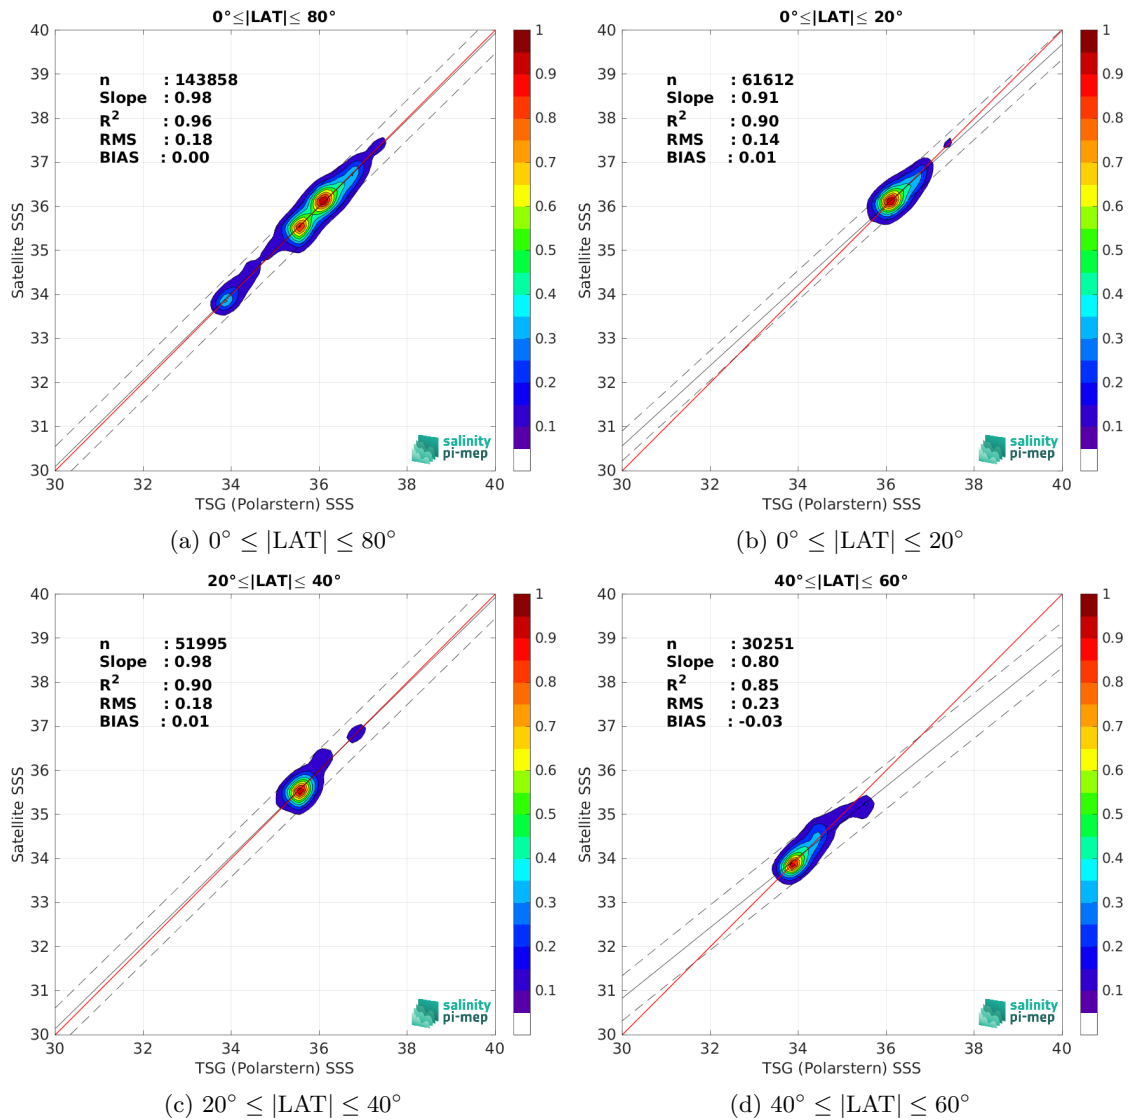 0°≤|LAT|≤ 80°
n : 143858
Slope : 0.98
R2 : 0.96
RMS : 0.18
BIAS : 0.00
Satellite SSS
40
39
38
37
36
35
34
33
32
31
30
30 32 34 36 38 40
TSG (Polarstern) SSS
1
0.9
0.8
0.7
0.6
0.5
0.4
0.3
0.2
0.1
salinity
pi-mep
(a) 0° ≤ |LAT| ≤ 80°
0°≤|LAT|≤ 20°
n : 61612
Slope : 0.91
R2 : 0.90
RMS : 0.14
BIAS : 0.01
Satellite SSS
40
39
38
37
36
35
34
33
32
31
30
30 32 34 36 38 40
TSG (Polarstern) SSS
1
0.9
0.8
0.7
0.6
0.5
0.4
0.3
0.2
0.1
salinity
pi-mep
(b) 0° ≤ |LAT| ≤ 20°
20°≤|LAT|≤ 40°
n : 51995
Slope : 0.98
R2 : 0.90
RMS : 0.18
BIAS : 0.01
Satellite SSS
40
39
38
37
36
35
34
33
32
31
30
30 32 34 36 38 40
TSG (Polarstern) SSS
1
0.9
0.8
0.7
0.6
0.5
0.4
0.3
0.2
0.1
salinity
pi-mep
(c) 20° ≤ |LAT| ≤ 40°
40°≤|LAT|≤ 60°
n : 30251
Slope : 0.80
R2 : 0.85
RMS : 0.23
BIAS : -0.03
Satellite SSS
40
39
38
37
36
35
34
33
32
31
30
30 32 34 36 38 40
TSG (Polarstern) SSS
1
0.9
0.8
0.7
0.6
0.5
0.4
0.3
0.2
0.1
salinity
pi-mep
(d) 40° ≤ |LAT| ≤ 60°